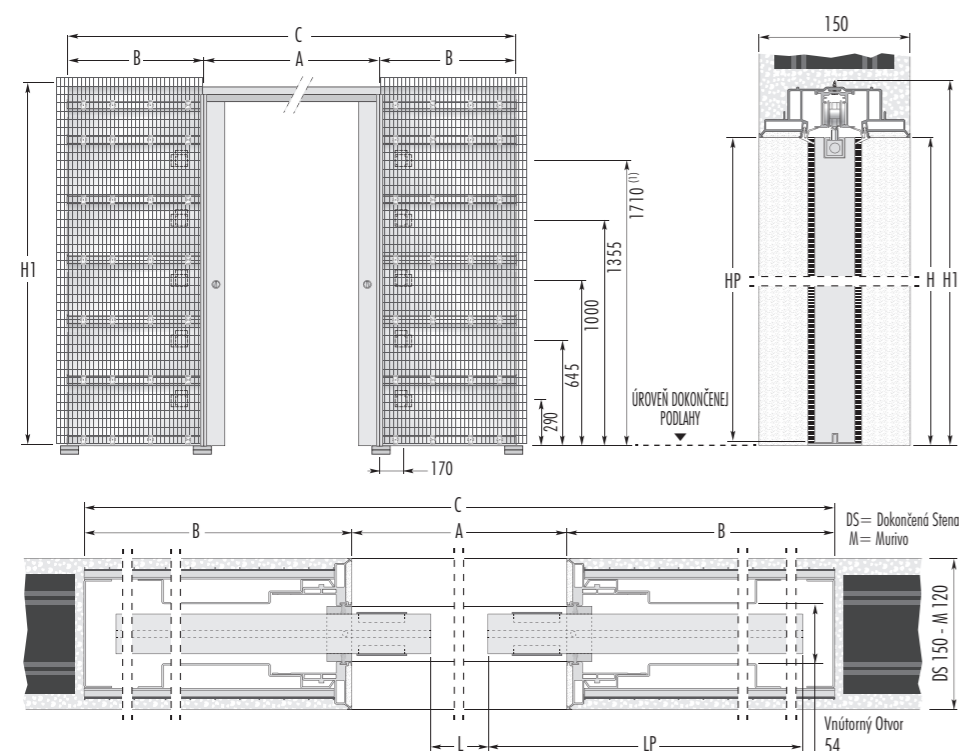 C
B
A
B
H1
1710 (1)
1355
1000
645
290
170
150
HP
H
H1
ÚROVEŇ DOKONČENEJ
PODLAHY
C
B
A
B
DS= Dokončená Stena
M= Murivo
DS 150 - M 120
L
LP
Vnútorný Otvor
54